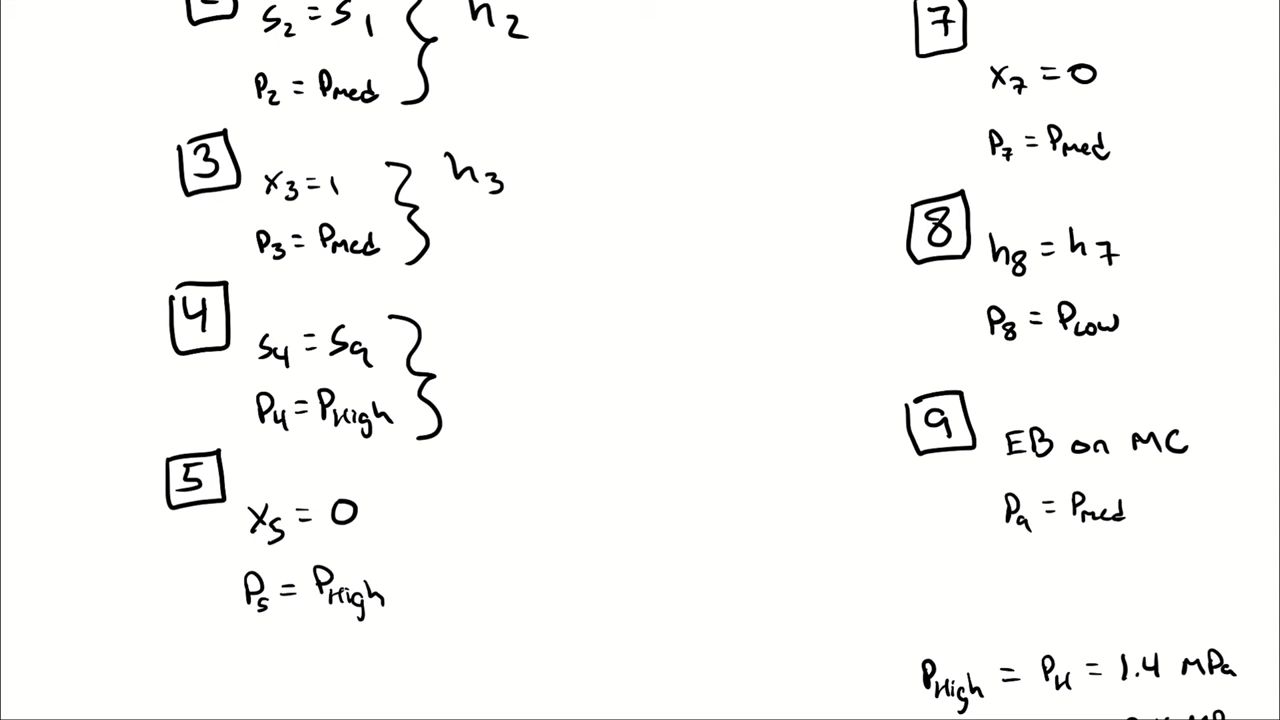 s₂ = s₁ } h₂
P₂ = Pmed
3
x₃ = 1 } h₃
P₃ = Pmed
4
s₄ = s₉ }
P₄ = PHigh
5
x₅ = 0
P₅ = PHigh
7
x₇ = 0
P₇ = Pmed
8
h₈ = h₇
P₈ = PLow
9
EB on MC
P₉ = Pmed
PHigh = PH = 1.4 MPa